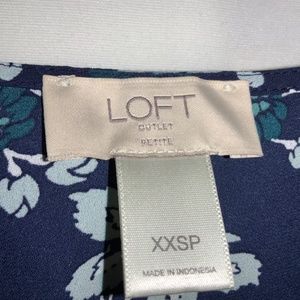 LOFT
OUTLET
PETITE
XXSP
MADE IN INDONESIA